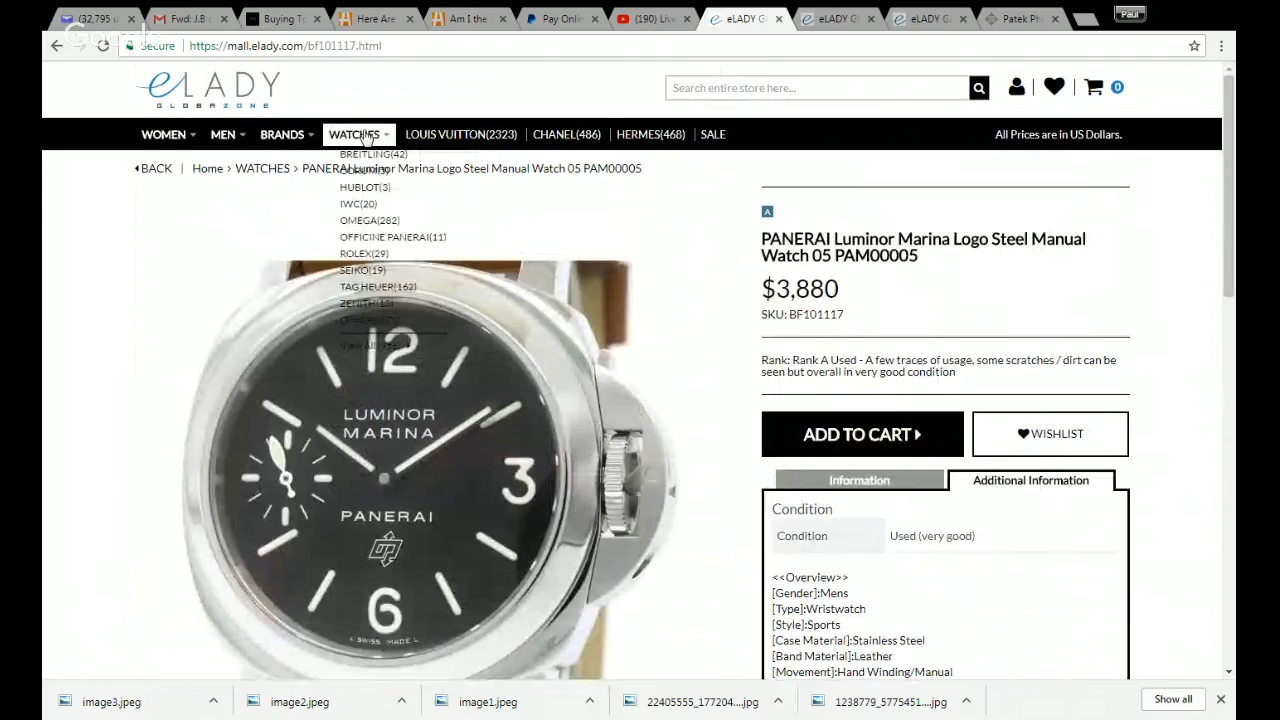 (32,795 u
Fwd: J.B
Buying To
Here Are
Am I the
Pay Onli
(190) Live
eLADY Gl
eLADY Gl
eLADY G
Patek Ph
Paul
Google
Secure
https://mall.elady.com/bf101117.html
eLADY
GLOBAZONE
Search entire store here...
0
WOMEN
MEN
BRANDS
WATCHES
LOUIS VUITTON(2323)
CHANEL(486)
HERMES(468)
SALE
All Prices are in US Dollars.
BACK | Home > WATCHES > PANERAI Luminor Marina Logo Steel Manual Watch 05 PAM00005
BREITLING(42)
HUBLOT(3)
IWC(20)
OMEGA(282)
OFFICINE PANERAI(11)
ROLEX(29)
SEIKO(19)
TAG HEUER(162)
LUMINOR
MARINA
PANERAI
12
3
6
SWISS MADE
A
PANERAI Luminor Marina Logo Steel Manual
Watch 05 PAM00005
$3,880
SKU: BF101117
Rank: Rank A Used - A few traces of usage, some scratches / dirt can be
seen but overall in very good condition
ADD TO CART
WISHLIST
Information
Additional Information
Condition
Condition
Used (very good)
<<Overview>>
[Gender]:Mens
[Type]:Wristwatch
[Style]:Sports
[Case Material]:Stainless Steel
[Band Material]:Leather
[Movement]:Hand Winding/Manual
image3.jpeg
image2.jpeg
image1.jpeg
22405555_177204....jpg
1238779_5775451....jpg
Show all